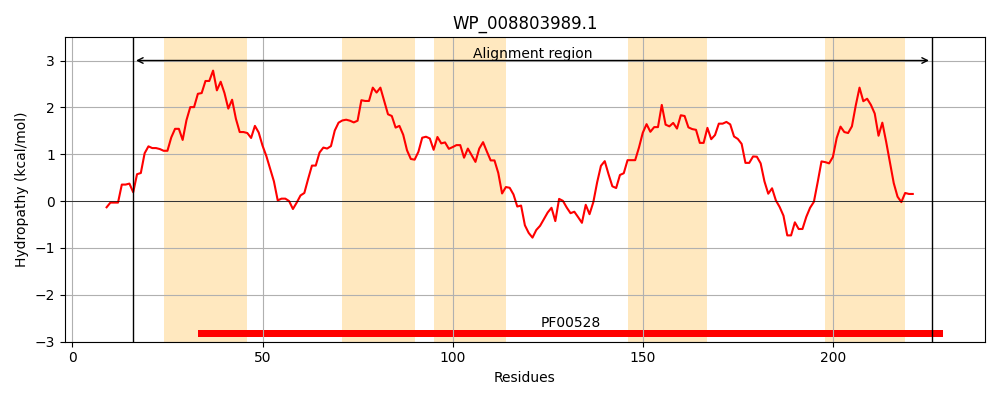 WP_008803989.1
Alignment region
PF00528
Hydropathy (kcal/mol)
3
2
1
0
−1
−2
−3
0
50
100
150
200
Residues